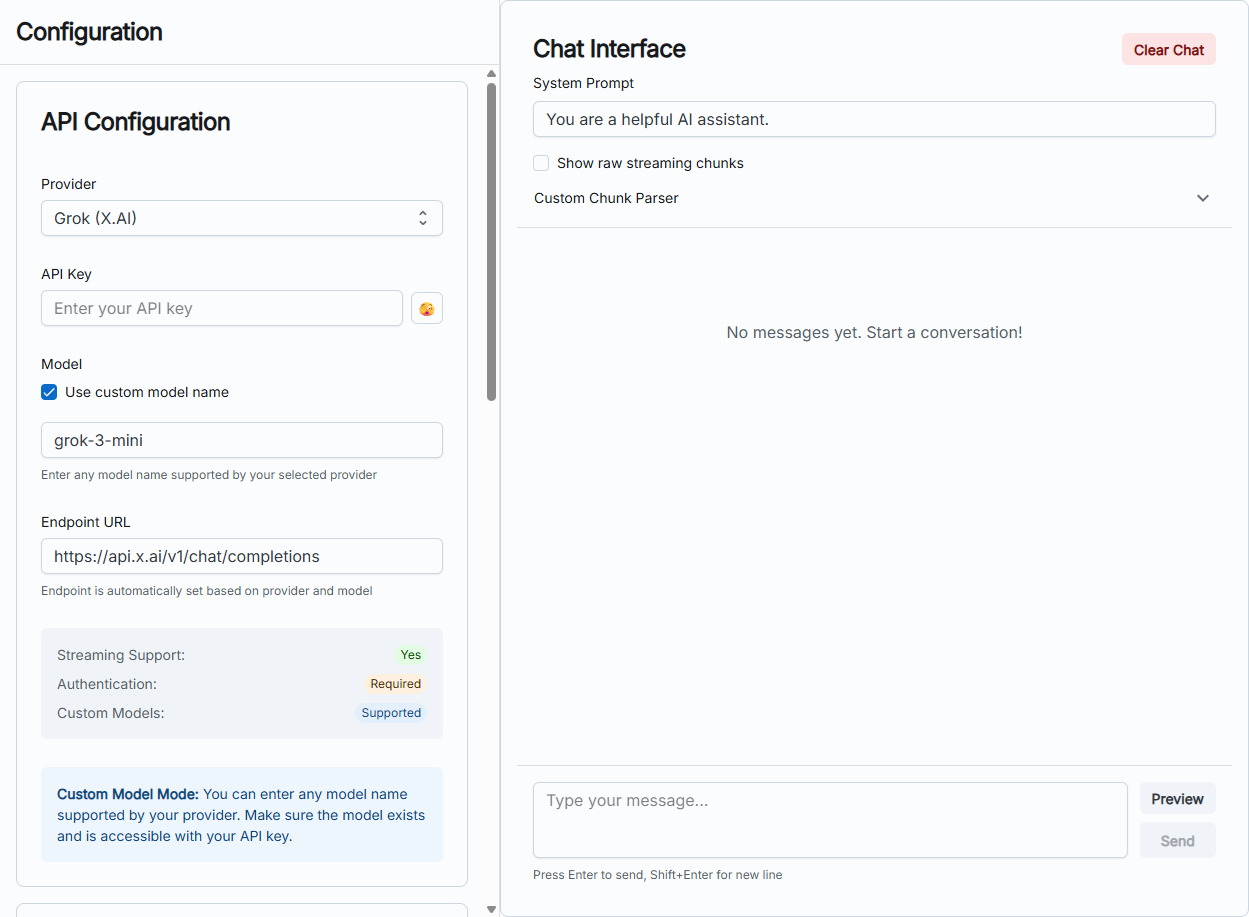 Configuration
API Configuration
Provider
Grok (X.AI)
API Key
Enter your API key
Model
Use custom model name
grok-3-mini
Enter any model name supported by your selected provider
Endpoint URL
https://api.x.ai/v1/chat/completions
Endpoint is automatically set based on provider and model
Streaming Support: Yes
Authentication: Required
Custom Models: Supported
Custom Model Mode: You can enter any model name
supported by your provider. Make sure the model exists
and is accessible with your API key.
Chat Interface
Clear Chat
System Prompt
You are a helpful AI assistant.
Show raw streaming chunks
Custom Chunk Parser
No messages yet. Start a conversation!
Type your message...
Preview
Send
Press Enter to send, Shift+Enter for new line